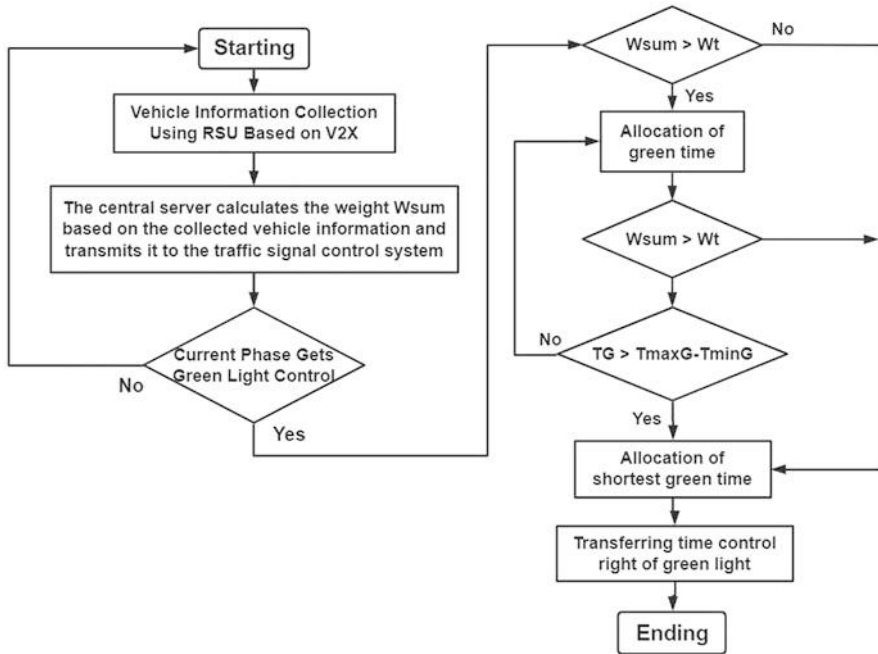 Starting
Vehicle Information Collection
Using RSU Based on V2X
The central server calculates the weight Wsum
based on the collected vehicle information and
transmits it to the traffic signal control system
Current Phase Gets
Green Light Control
No
Yes
Wsum > Wt
No
Yes
Allocation of
green time
Wsum > Wt
No
TG > TmaxG-TminG
Yes
Allocation of
shortest green time
Transferring time control
right of green light
Ending